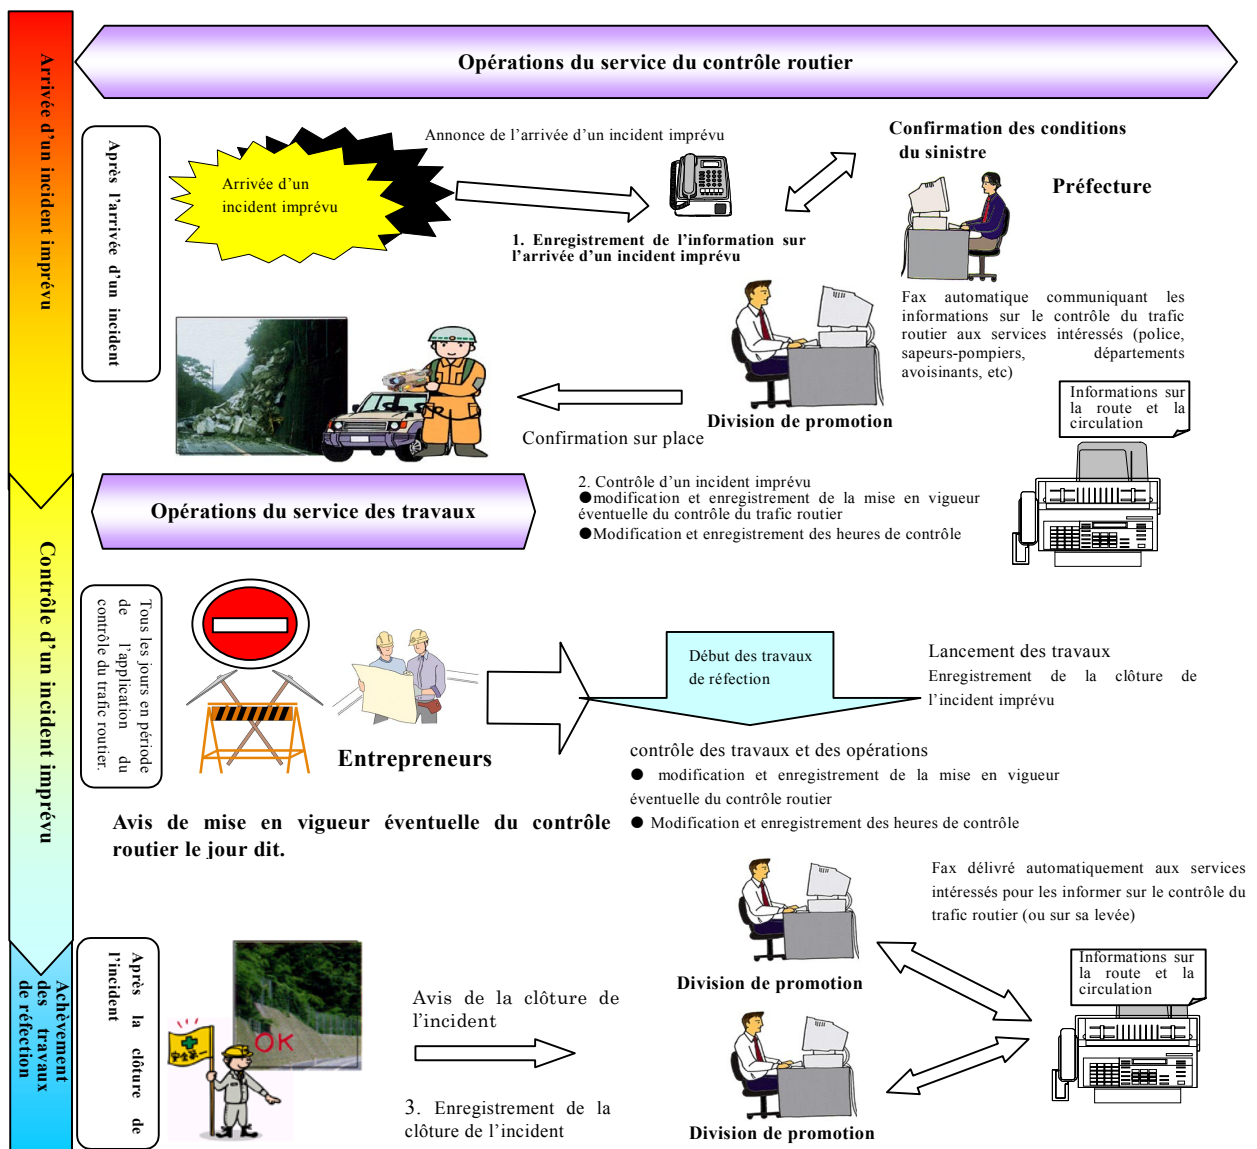 Opérations du service du contrôle routier
Arrivée d'un incident imprévu
Après l'arrivée d'un incident
Arrivée d'un
incident imprévu
Annonce de l'arrivée d'un incident imprévu
1. Enregistrement de l'information sur
l'arrivée d'un incident imprévu
Confirmation des conditions
du sinistre
Préfecture
Fax automatique communiquant les
informations sur le contrôle du trafic
routier aux services intéressés (police,
sapeurs-pompiers, départements
avoisinants, etc)
Division de promotion
Confirmation sur place
Informations sur
la route et la
circulation
Opérations du service des travaux
2. Contrôle d'un incident imprévu
●modification et enregistrement de la mise en vigueur
éventuelle du contrôle du trafic routier
●Modification et enregistrement des heures de contrôle
Contrôle d'un incident imprévu
Tous les jours en période
de l'application du
contrôle du trafic routier.
Entrepreneurs
Début des travaux
de réfection
Lancement des travaux
Enregistrement de la clôture de
l'incident imprévu
contrôle des travaux et des opérations
● modification et enregistrement de la mise en vigueur
éventuelle du contrôle routier
● Modification et enregistrement des heures de contrôle
Avis de mise en vigueur éventuelle du contrôle
routier le jour dit.
Fax délivré automatiquement aux services
intéressés pour les informer sur le contrôle du
trafic routier (ou sur sa levée)
Division de promotion
Informations sur
la route et la
circulation
Achèvement
des travaux
de réfection
Après la clôture de
l'incident
安全第一
OK
Avis de la clôture de
l'incident
3. Enregistrement de la
clôture de l'incident
Division de promotion